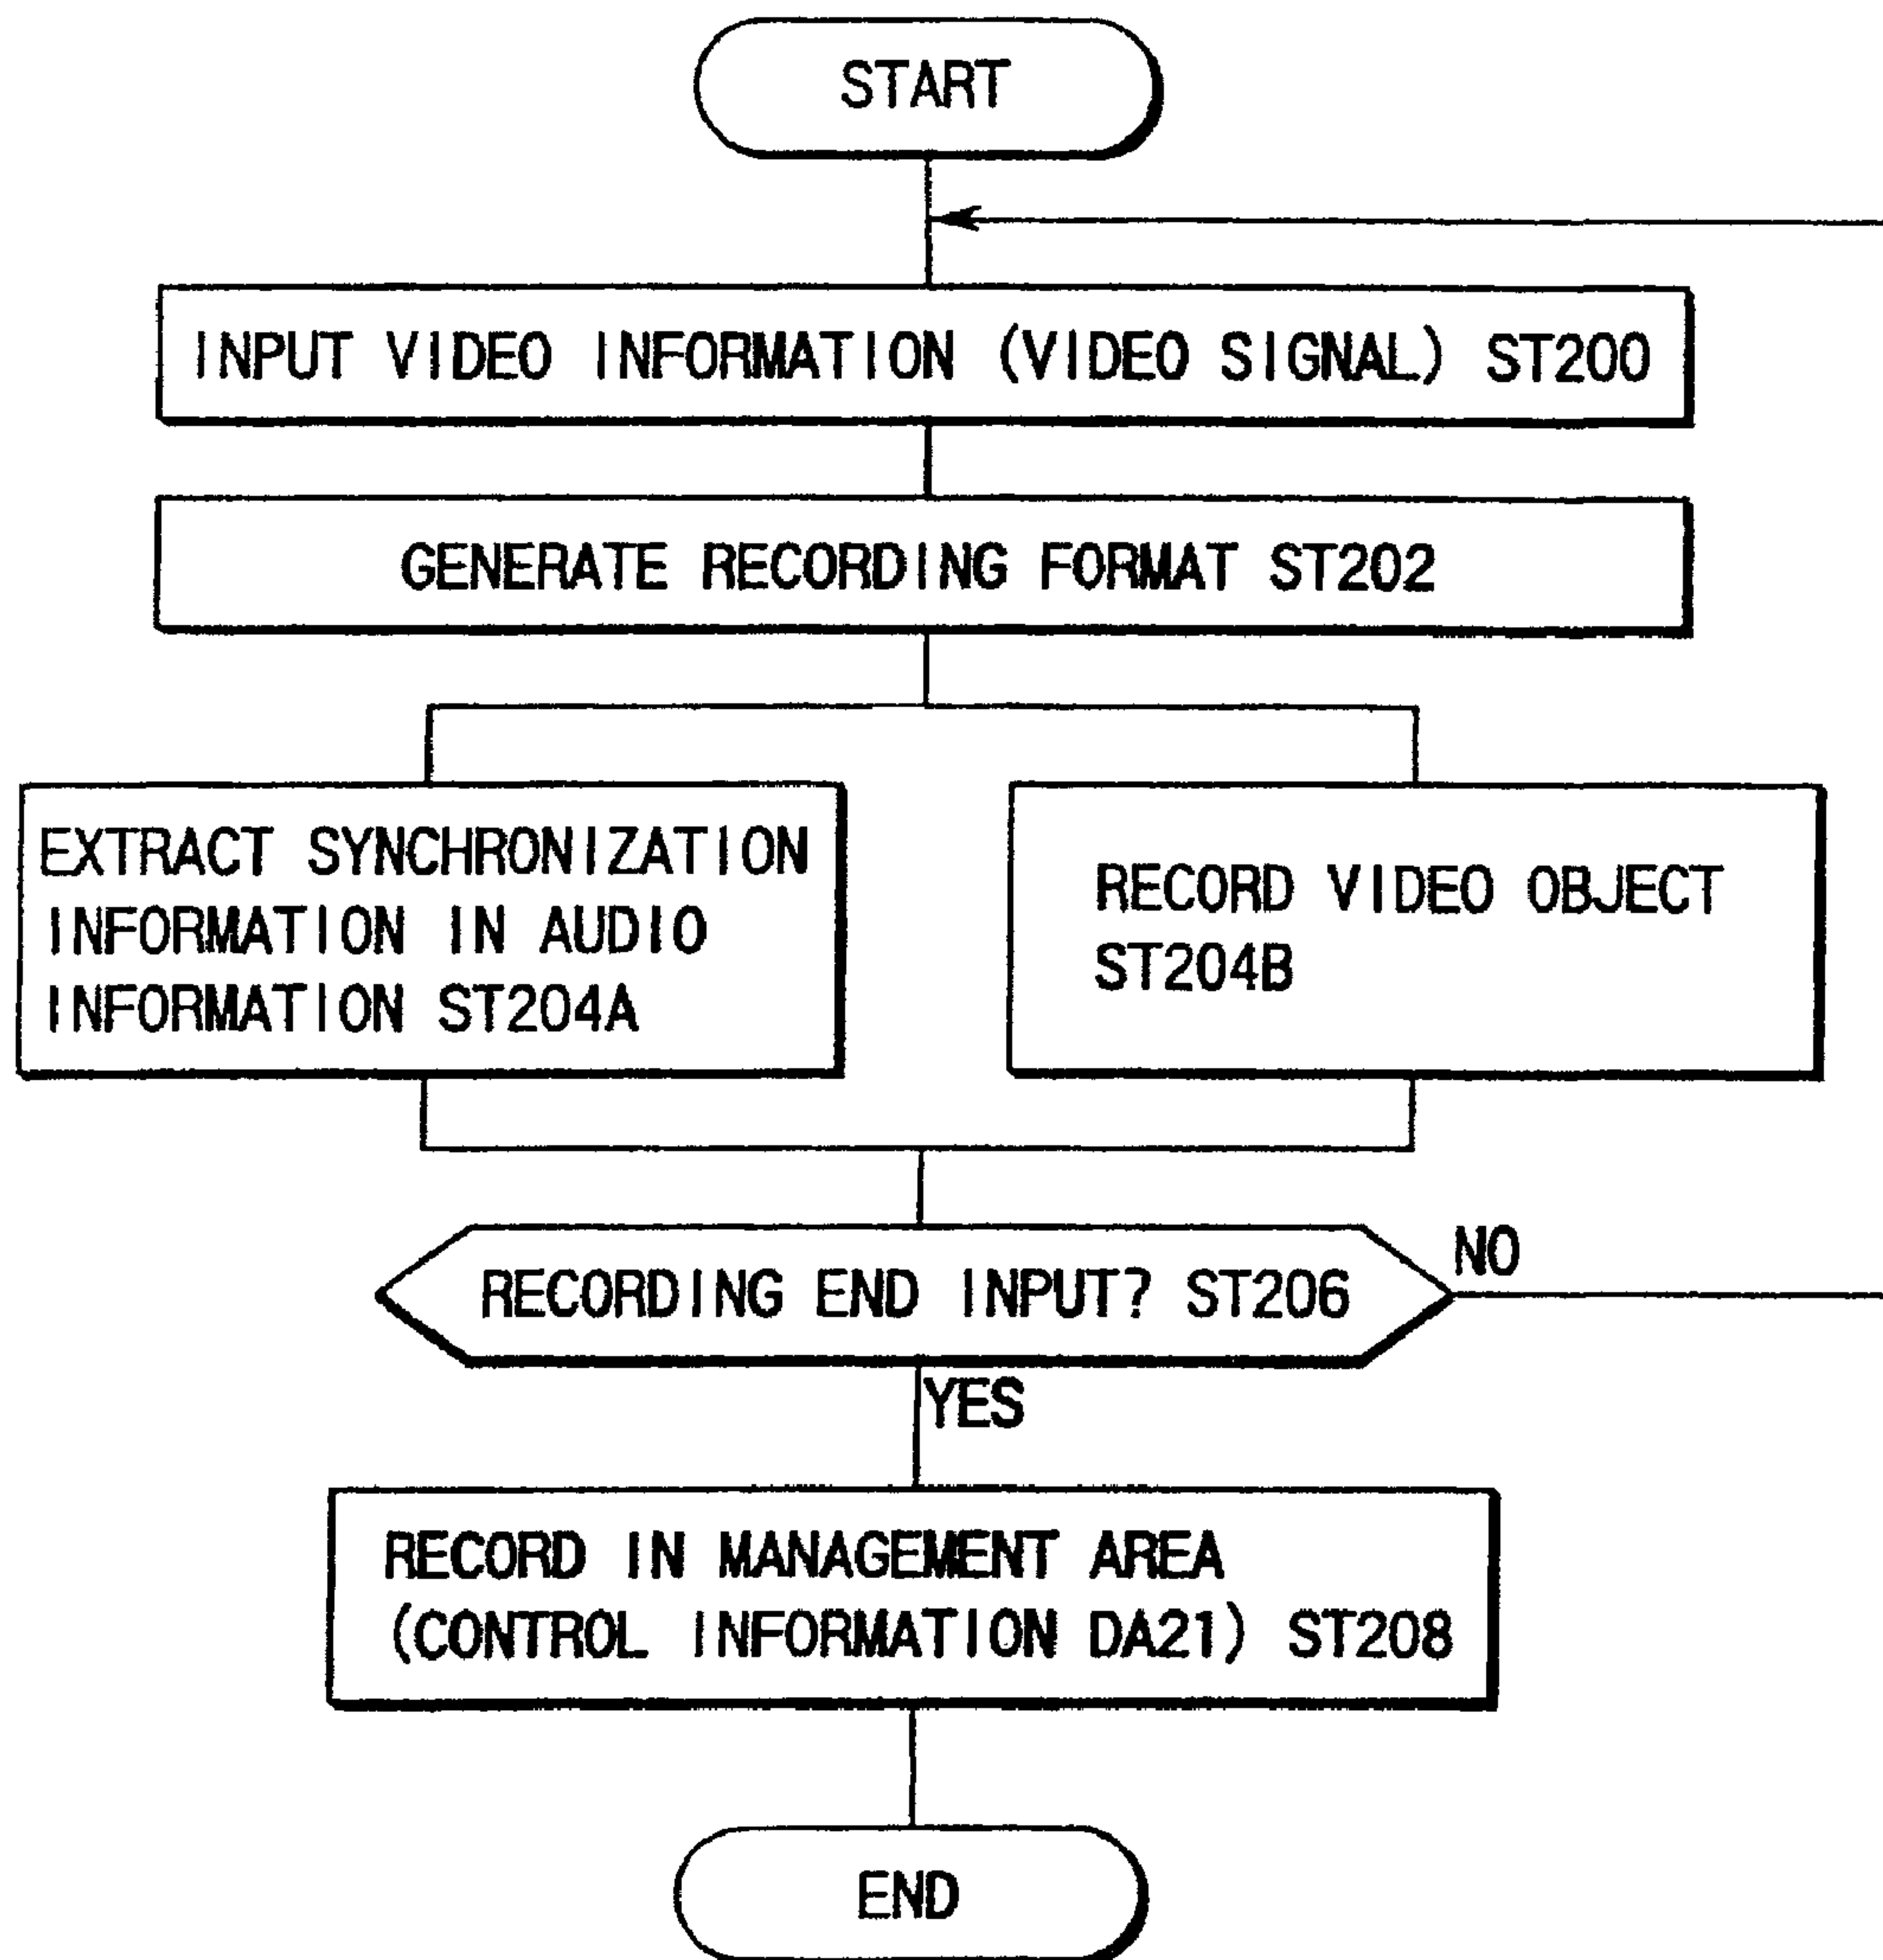 START
INPUT VIDEO INFORMATION (VIDEO SIGNAL) ST200
GENERATE RECORDING FORMAT ST202
EXTRACT SYNCHRONIZATION
INFORMATION IN AUDIO
INFORMATION ST204A
RECORD VIDEO OBJECT
ST204B
RECORDING END INPUT? ST206
NO
YES
RECORD IN MANAGEMENT AREA
(CONTROL INFORMATION DA21) ST208
END